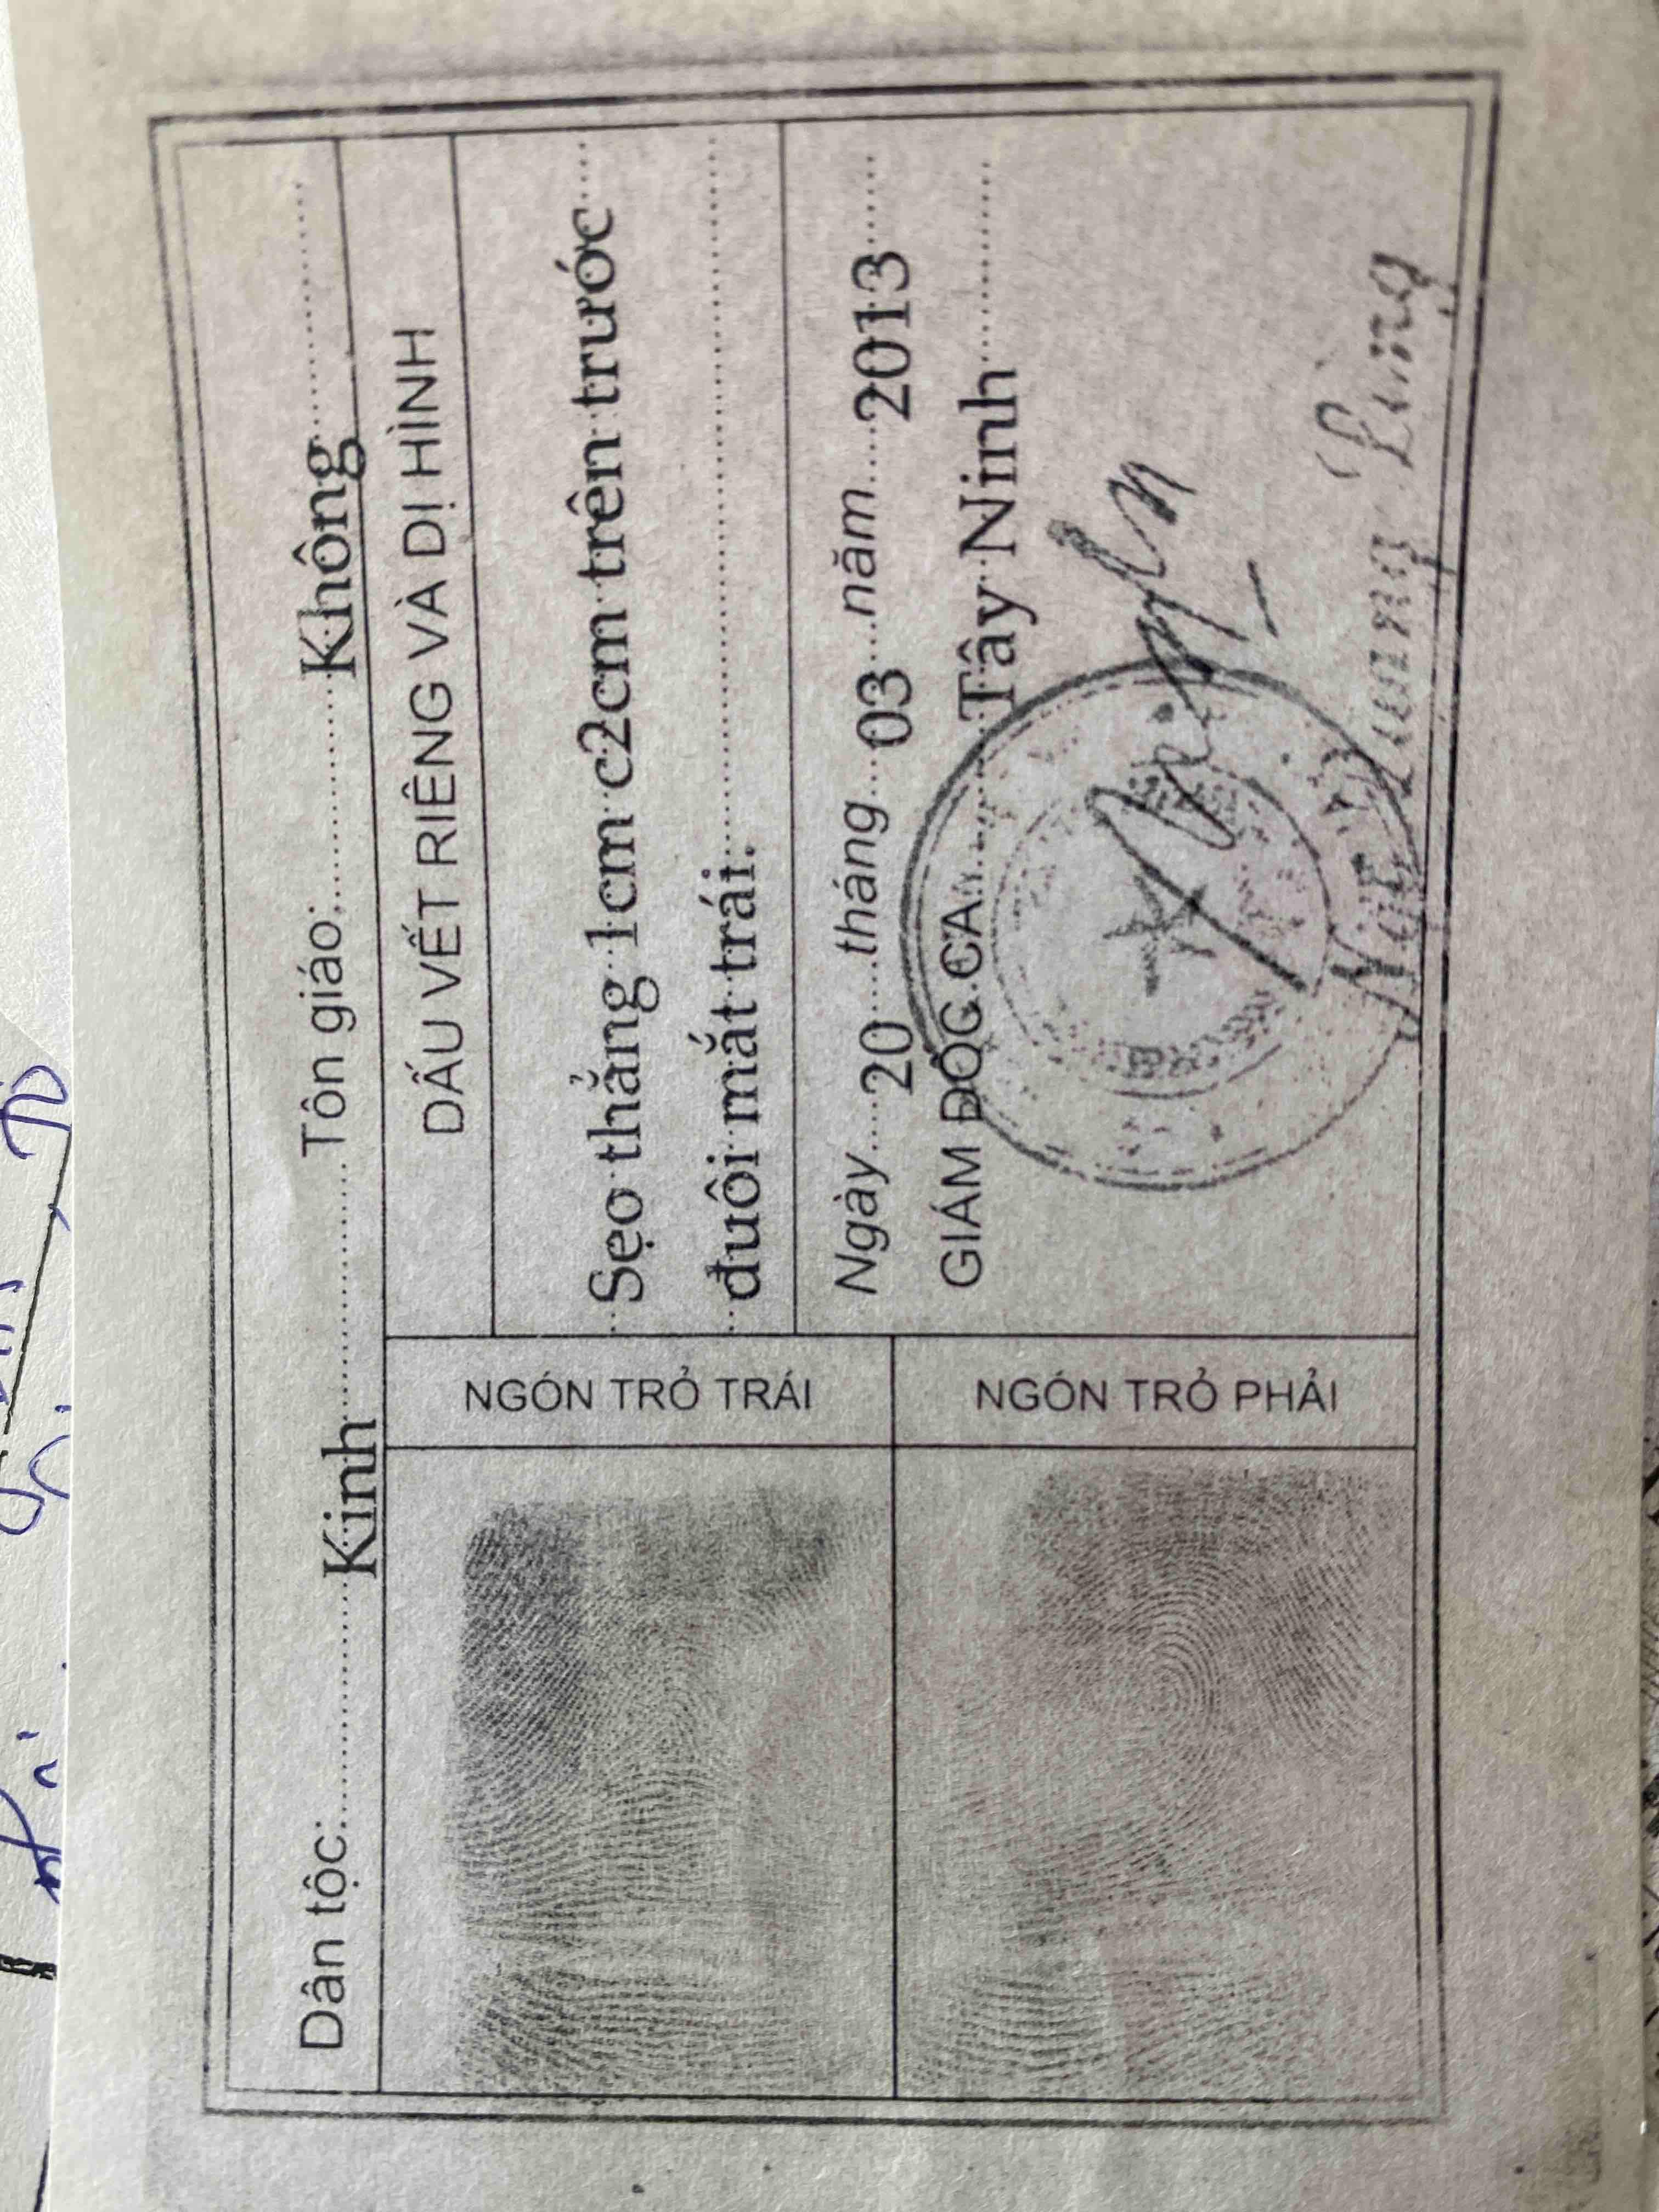 Dân tộc: Kinh Tôn giáo: Không
NGÓN TRỎ TRÁI
DẤU VẾT RIÊNG VÀ DỊ HÌNH
Sẹo thẳng 1cm c2cm trên trước
đuôi mắt trái.
Ngày 20 tháng 03 năm 2013
NGÓN TRỎ PHẢI
GIÁM ĐỐC CA Tây Ninh
Quang